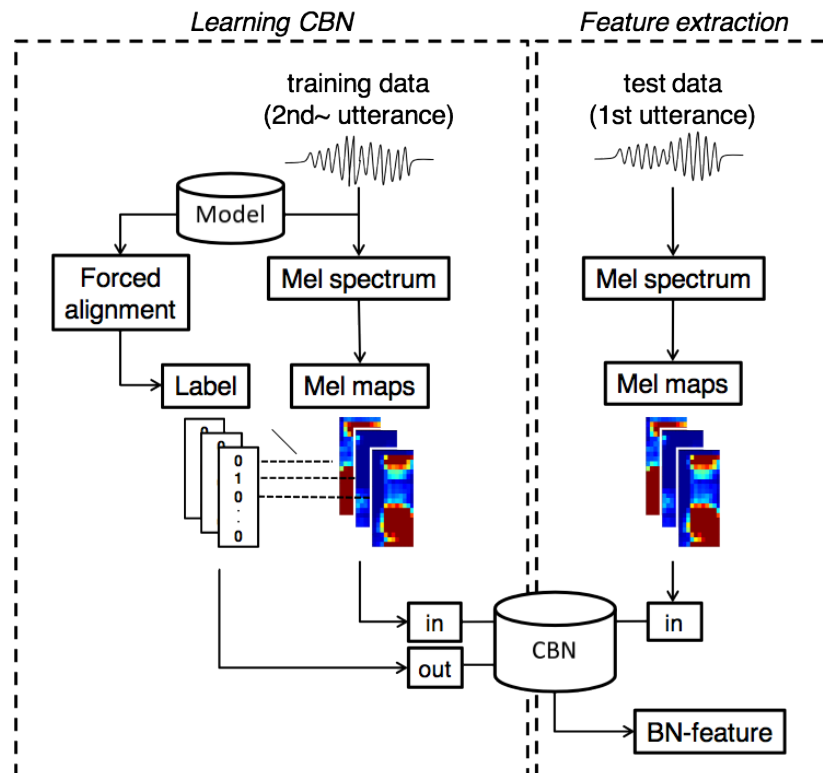 Learning CBN
Feature extraction
training data
(2nd~ utterance)
test data
(1st utterance)
Model
Forced
alignment
Mel spectrum
Mel spectrum
Label
Mel maps
Mel maps
0
1
0
.
.
0
in
in
out
CBN
BN-feature